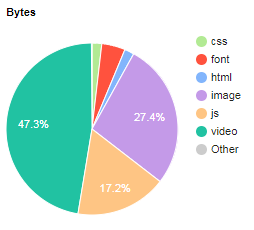 Bytes
css
font
html
image
js
video
Other
27.4%
47.3%
17.2%